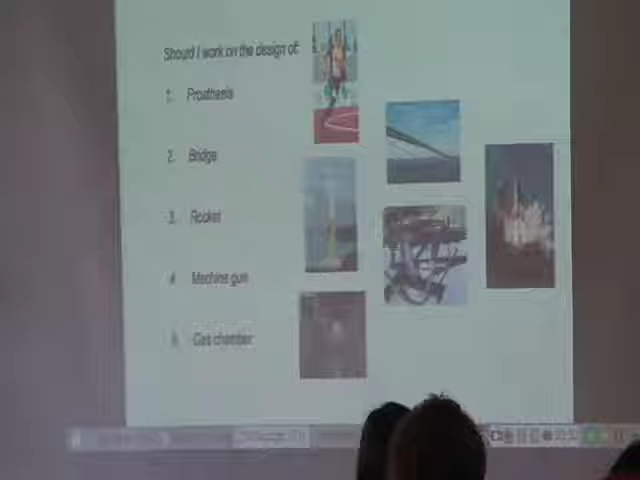 Should I work on the design of:
1. Prosthesis
2. Bridge
3. Rocket
4 Machine gun
5. Gas chamber